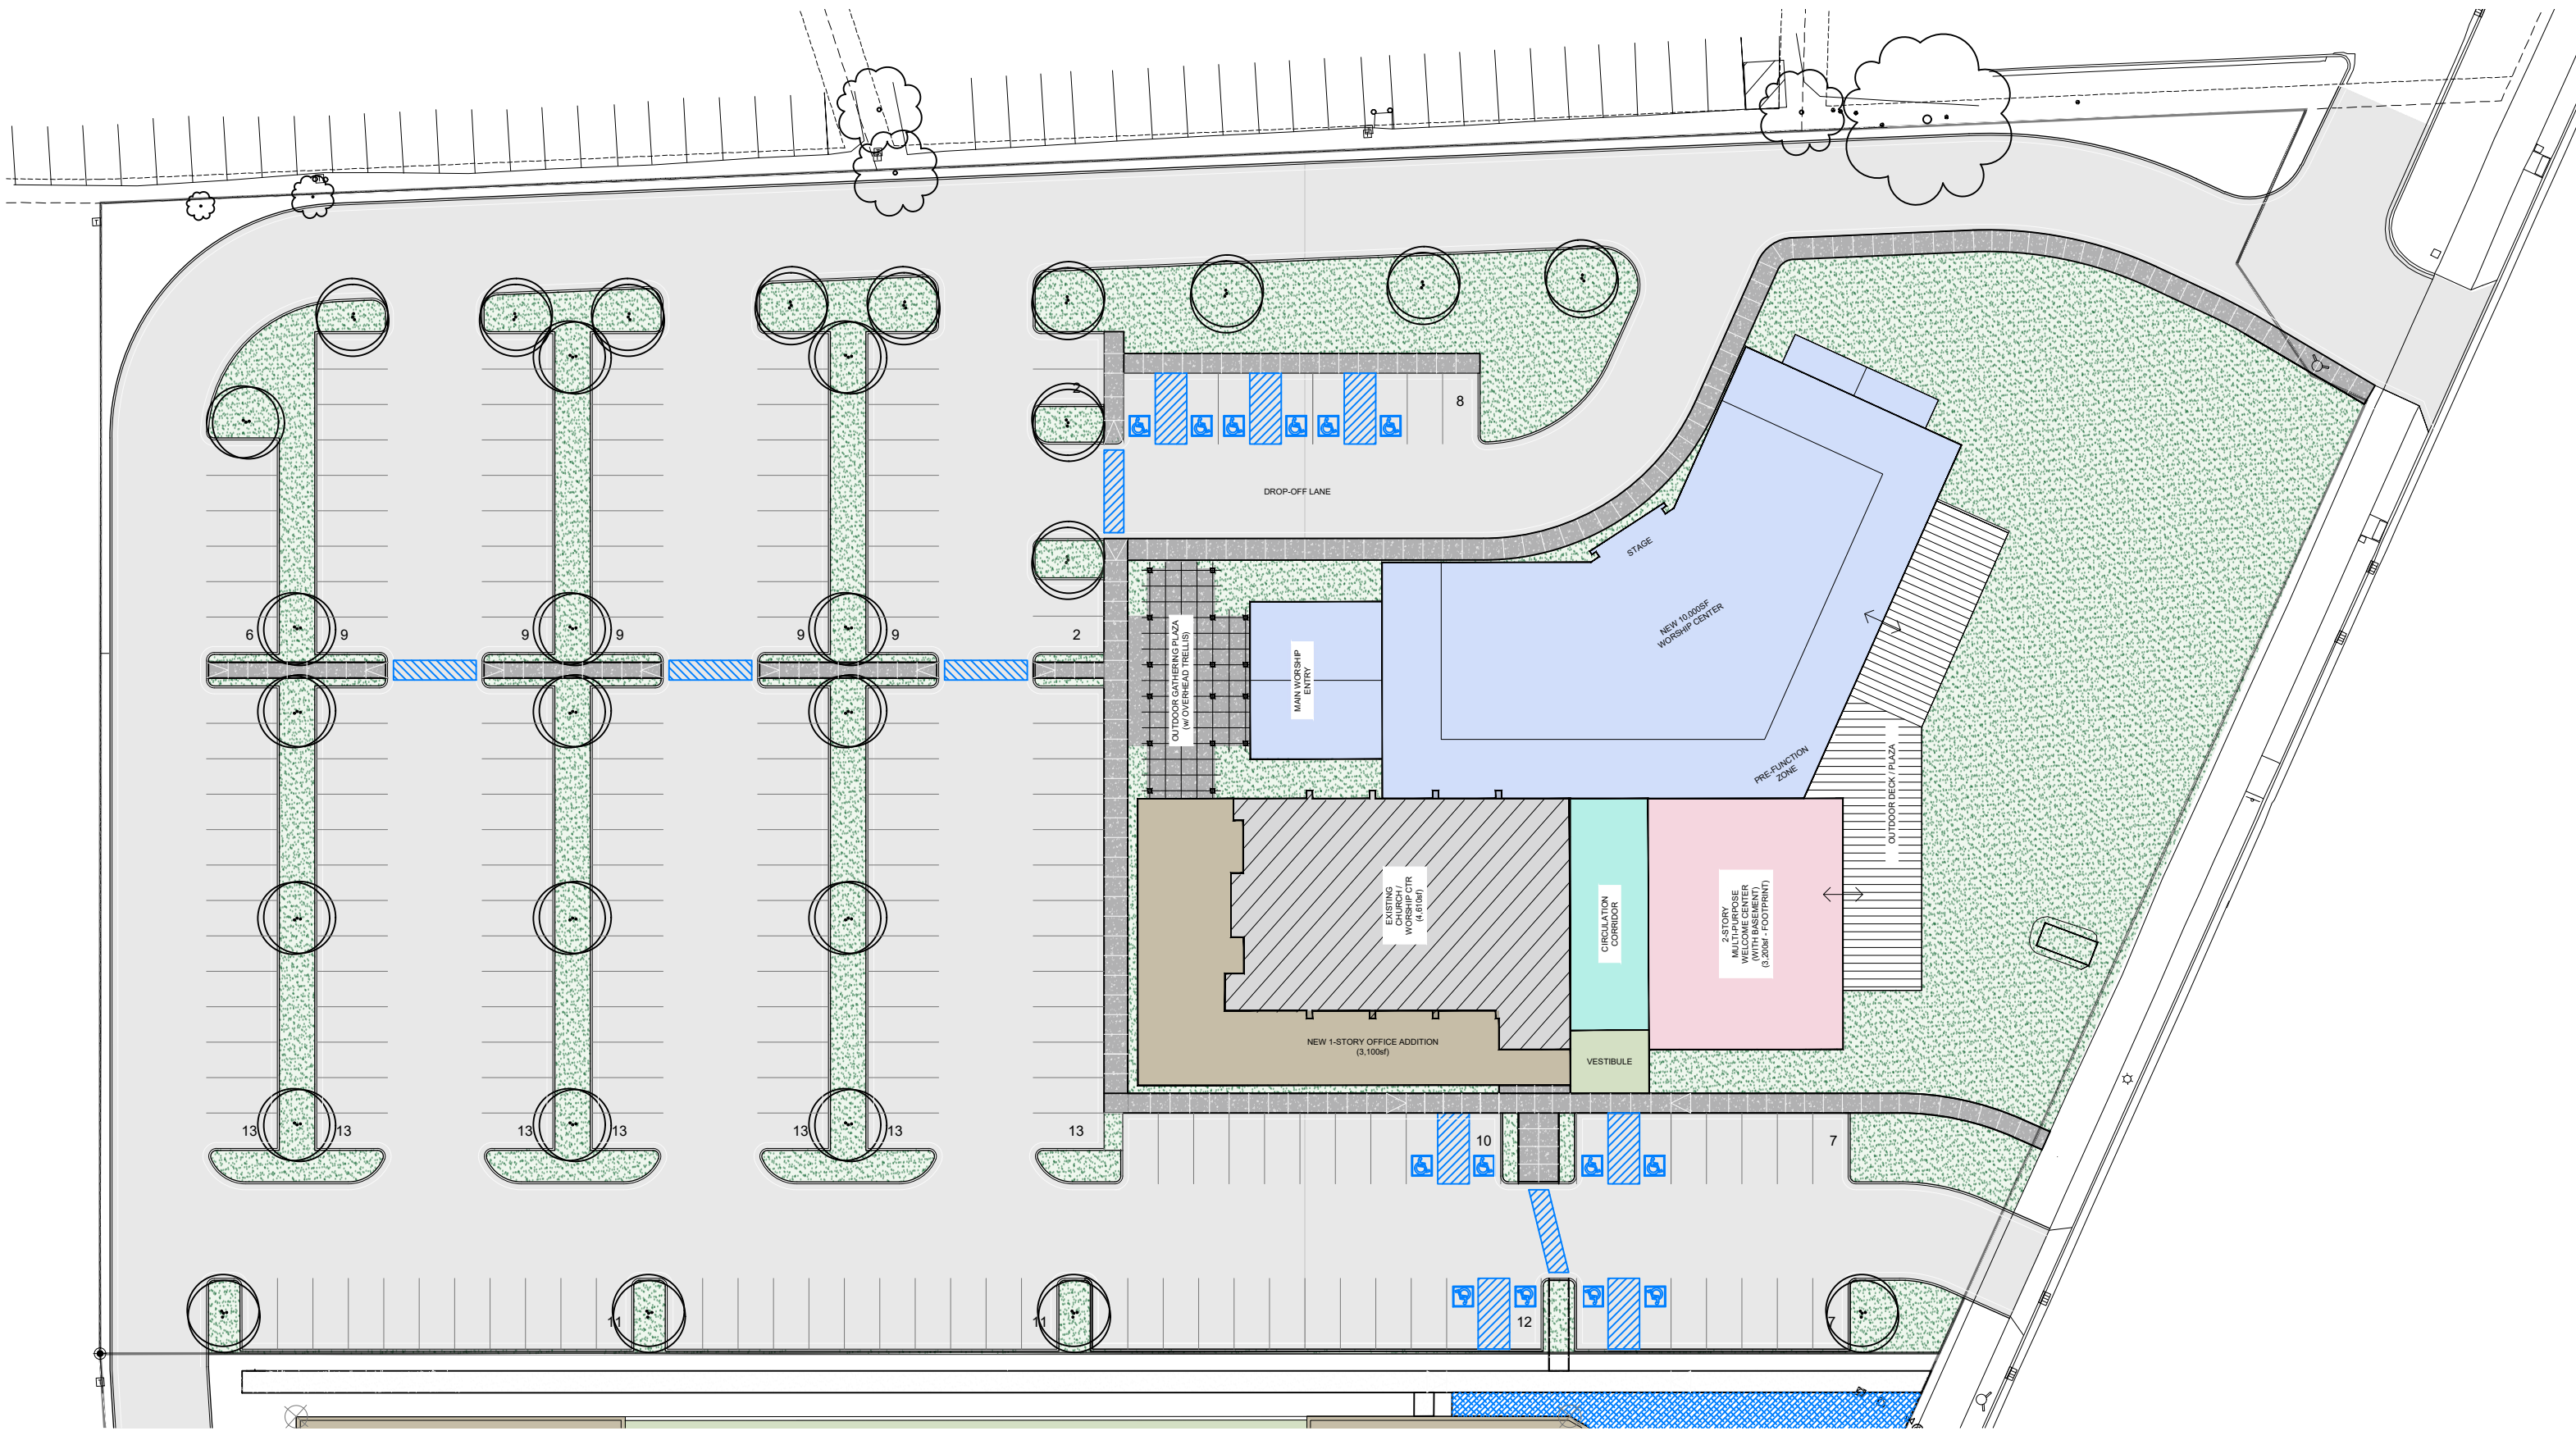 2
8
DROP-OFF LANE
STAGE
6
9
9
9
9
9
2
OUTDOOR GATHERING PLAZA
(w/ OVERHEAD TRELLIS)
MAIN WORSHIP
ENTRY
NEW 10,000SF
WORSHIP CENTER
PRE-FUNCTION
ZONE
OUTDOOR DECK / PLAZA
EXISTING
CHURCH /
WORSHIP CTR
(4,610sf)
CIRCULATION
CORRIDOR
2-STORY
MULTI-PURPOSE
WELCOME CENTER
(WITH BASEMENT)
(3,200sf - FOOTPRINT)
NEW 1-STORY OFFICE ADDITION
(3,100sf)
VESTIBULE
13
13
13
13
13
13
13
10
7
11
11
12
7